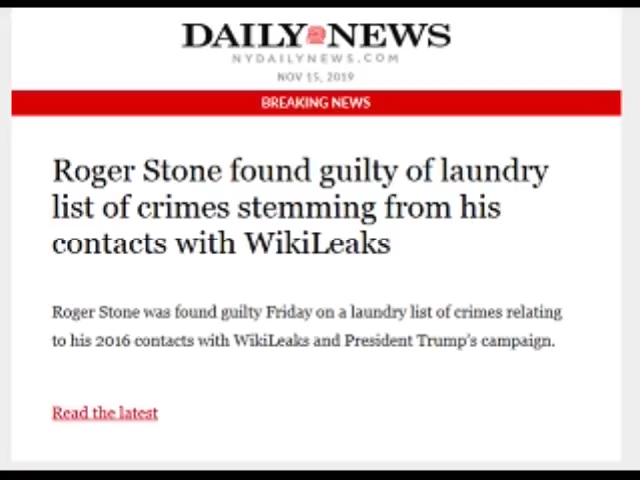 DAILY NEWS
NYDAILYNEWS.COM
NOV 15, 2019
BREAKING NEWS
Roger Stone found guilty of laundry
list of crimes stemming from his
contacts with WikiLeaks
Roger Stone was found guilty Friday on a laundry list of crimes relating
to his 2016 contacts with WikiLeaks and President Trump's campaign.
Read the latest